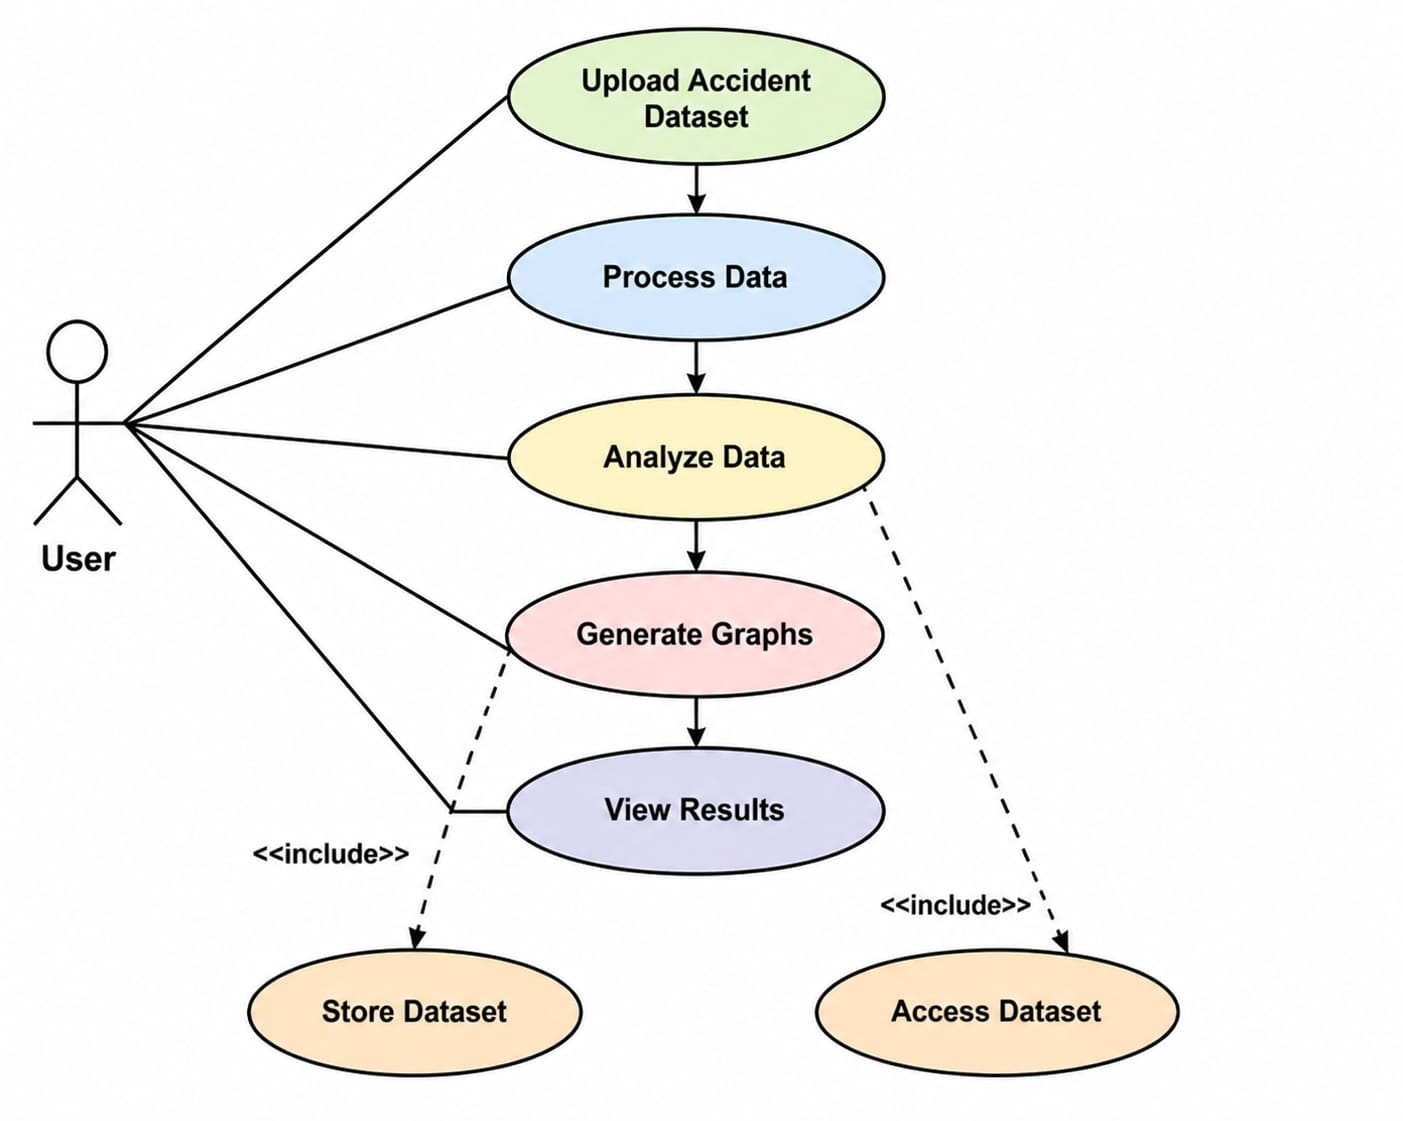 Upload Accident
Dataset
Process Data
Analyze Data
User
Generate Graphs
View Results
<<include>>
<<include>>
Store Dataset
Access Dataset